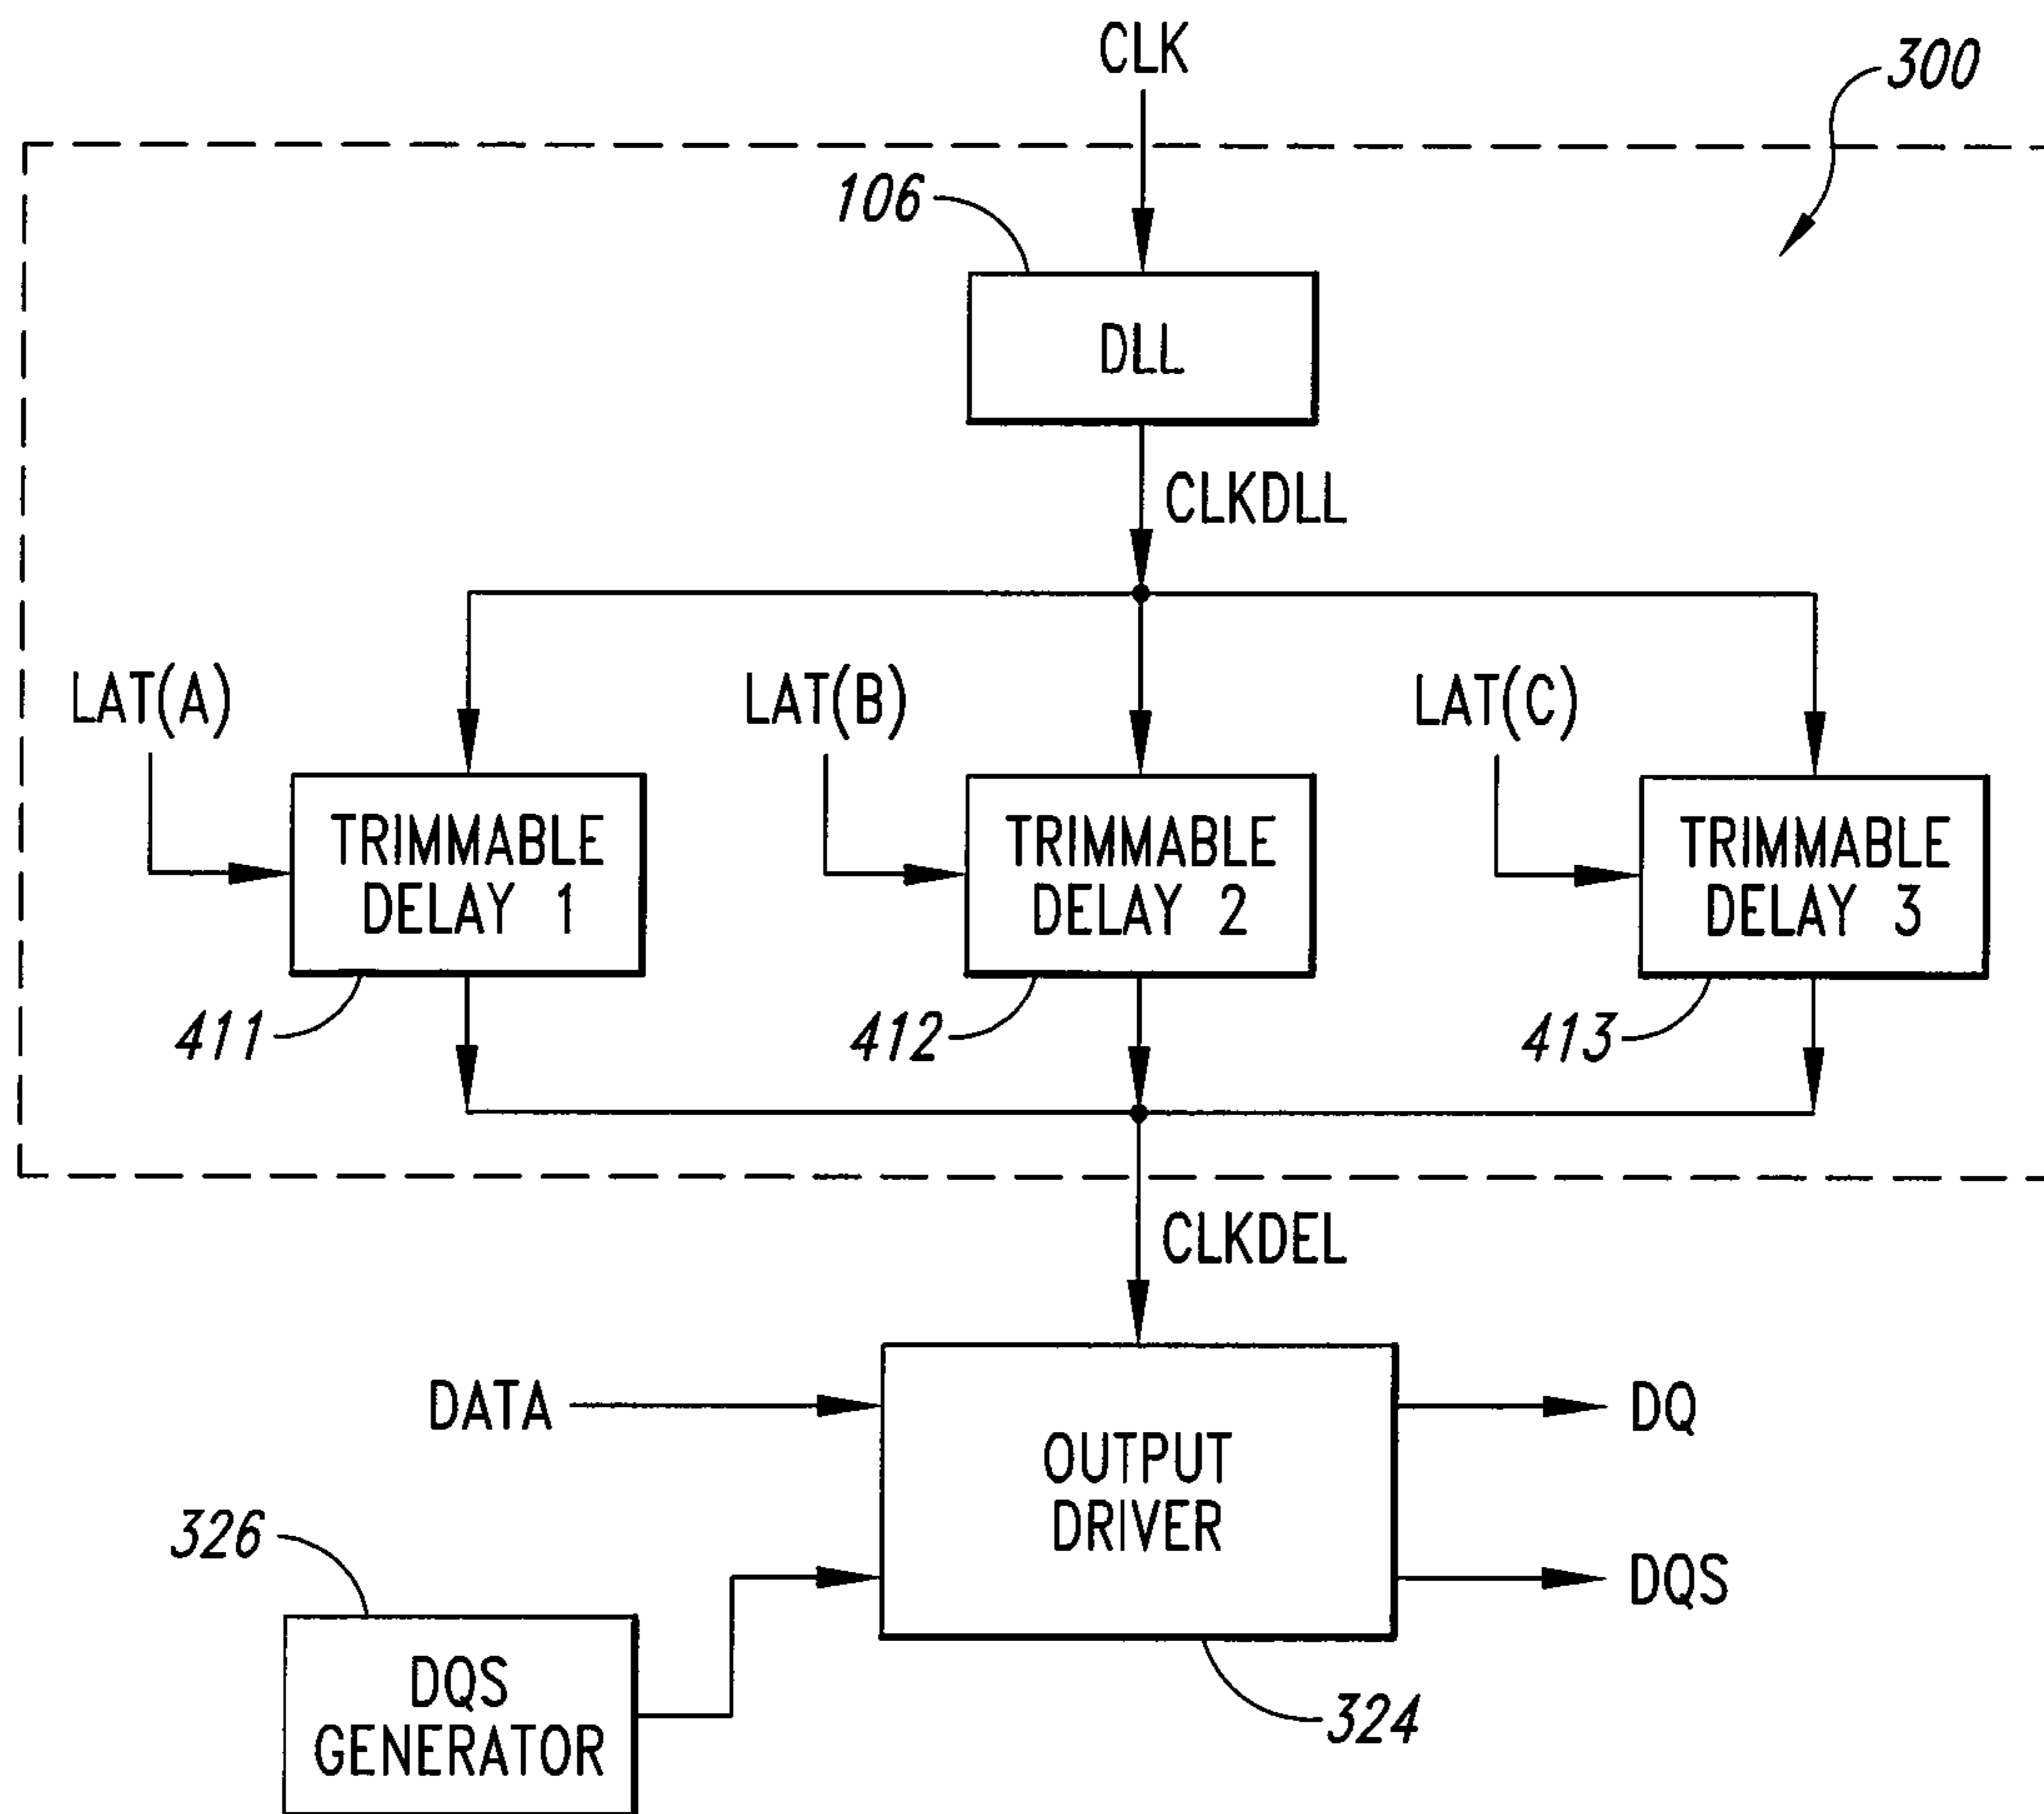 CLK
300
106
DLL
CLKDLL
LAT(A)
LAT(B)
LAT(C)
TRIMMABLE
DELAY 1
TRIMMABLE
DELAY 2
TRIMMABLE
DELAY 3
411
412
413
CLKDEL
DATA
OUTPUT
DRIVER
DQ
DQS
326
DQS
GENERATOR
324